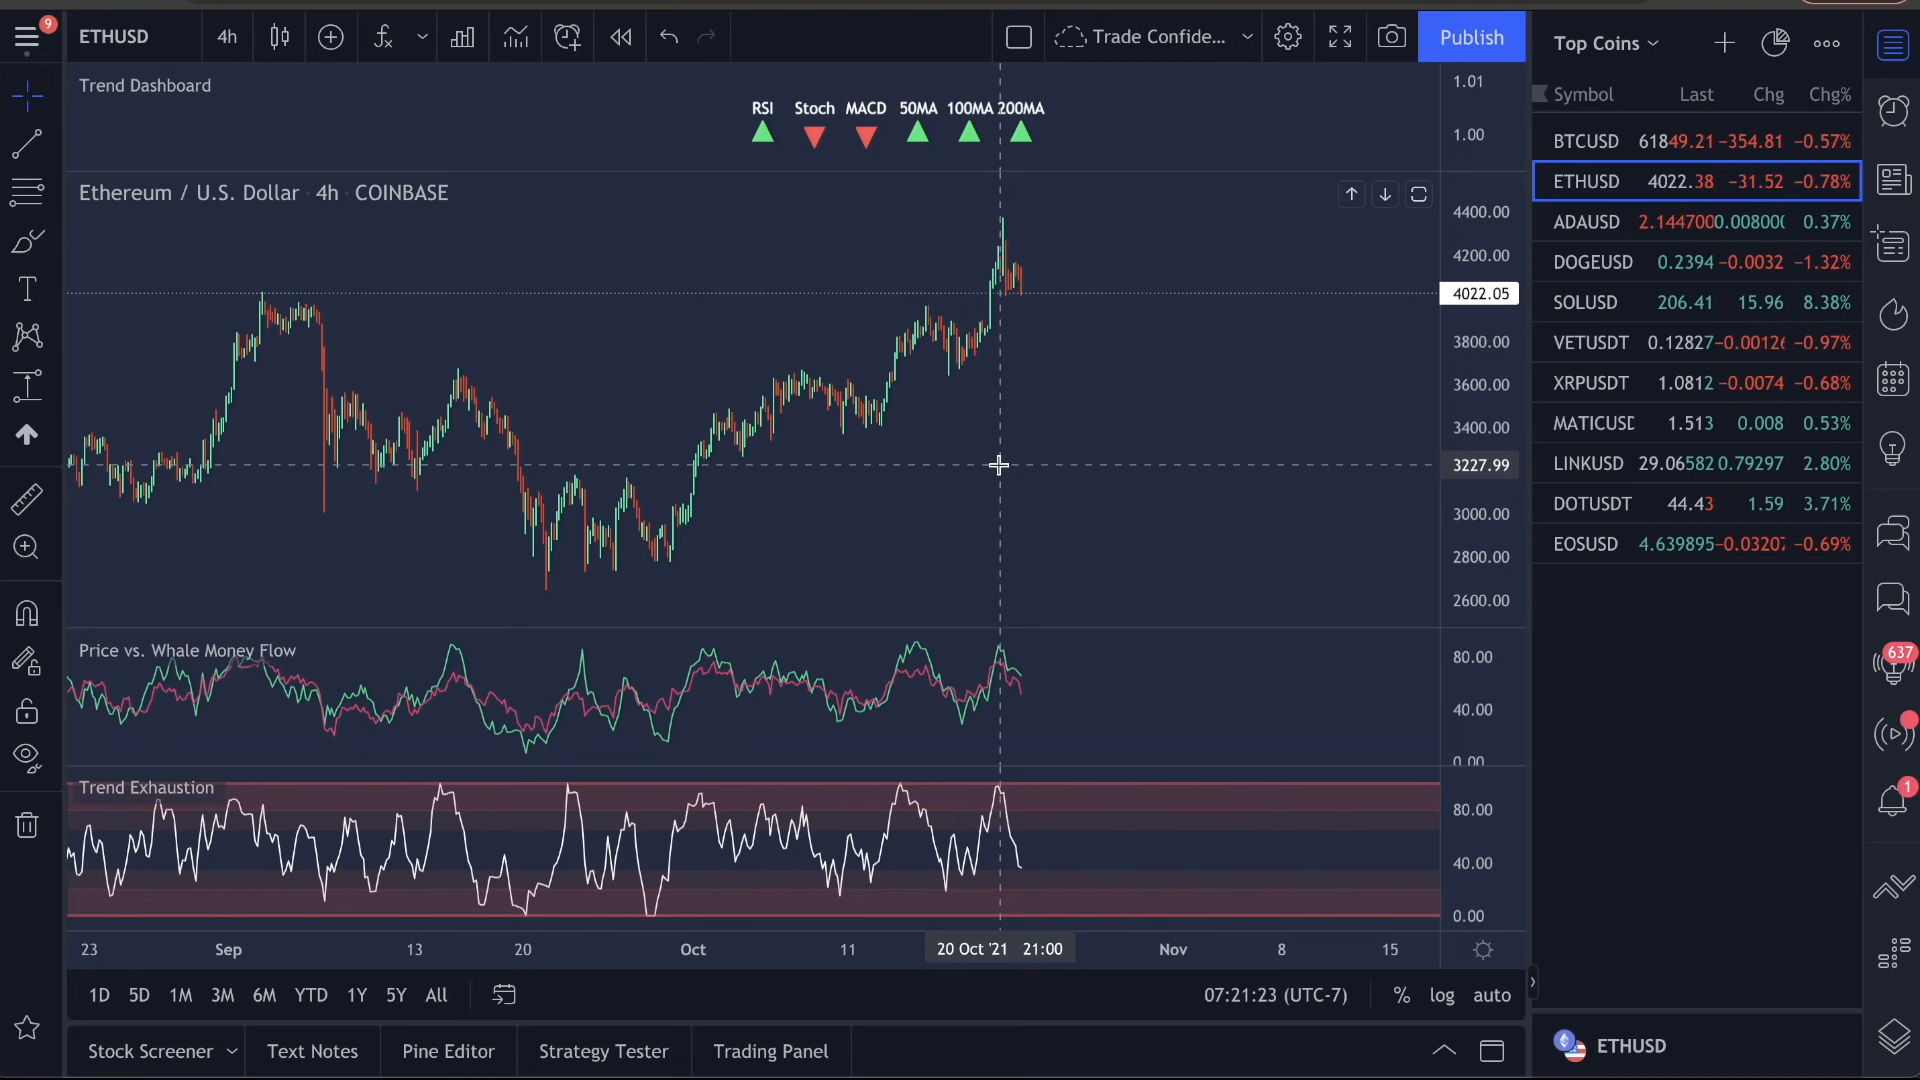 9
ETHUSD 4h Trade Confide... Publish
Top Coins
Trend Dashboard
RSI Stoch MACD 50MA 100MA 200MA
1.01
1.00
Ethereum / U.S. Dollar · 4h · COINBASE
4400.00
4200.00
4022.05
3800.00
3600.00
3400.00
3227.99
3000.00
2800.00
2600.00
Price vs. Whale Money Flow
80.00
40.00
0.00
Trend Exhaustion
80.00
40.00
0.00
23 Sep 13 20 Oct 11 20 Oct '21 21:00 Nov 8 15
1D 5D 1M 3M 6M YTD 1Y 5Y All 07:21:23 (UTC-7) % log auto
Stock Screener Text Notes Pine Editor Strategy Tester Trading Panel
Symbol Last Chg Chg%
BTCUSD 61849.21 −354.81 −0.57%
ETHUSD 4022.38 −31.52 −0.78%
ADAUSD 2.144700 0.00800 0.37%
DOGEUSD 0.2394 −0.0032 −1.32%
SOLUSD 206.41 15.96 8.38%
VETUSDT 0.12827 −0.0012 −0.97%
XRPUSDT 1.0812 −0.0074 −0.68%
MATICUSD 1.513 0.008 0.53%
LINKUSD 29.06582 0.79297 2.80%
DOTUSDT 44.43 1.59 3.71%
EOSUSD 4.639895 −0.0320 −0.69%
637
1
ETHUSD